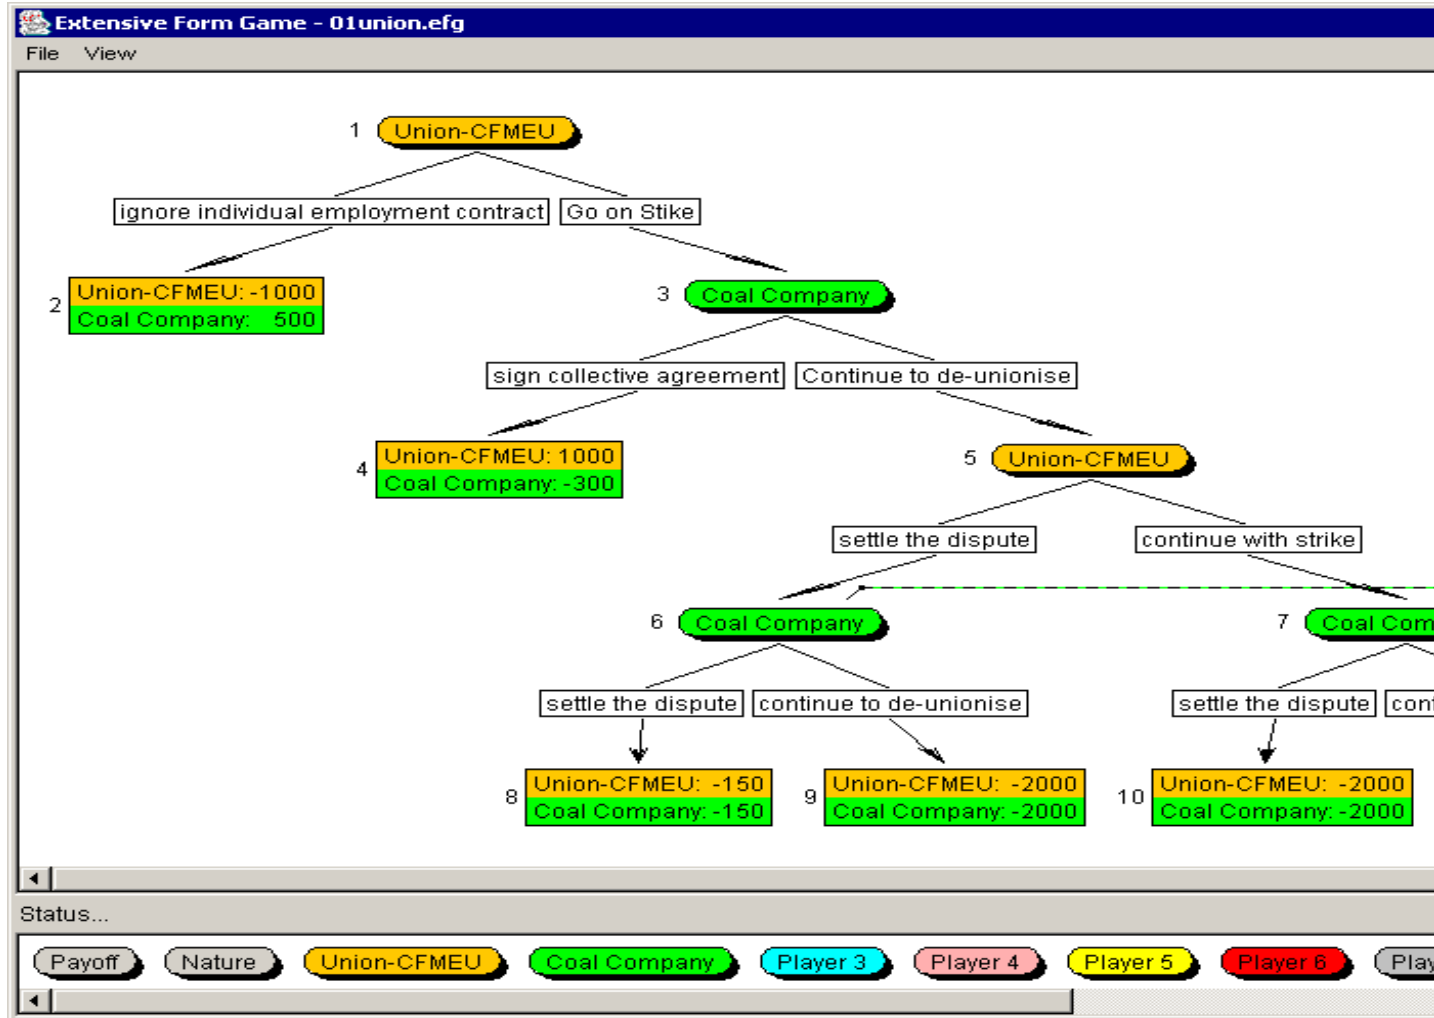 Extensive Form Game - 01union.efg
File View
1 Union-CFMEU
ignore individual employment contract Go on Stike
2 Union-CFMEU: -1000
Coal Company: 500
3 Coal Company
sign collective agreement Continue to de-unionise
4 Union-CFMEU: 1000
Coal Company: -300
5 Union-CFMEU
settle the dispute continue with strike
6 Coal Company 7 Coal Com
settle the dispute continue to de-unionise settle the dispute con
8 Union-CFMEU: -150
Coal Company: -150
9 Union-CFMEU: -2000
Coal Company: -2000
10 Union-CFMEU: -2000
Coal Company: -2000
Status...
Payoff Nature Union-CFMEU Coal Company Player 3 Player 4 Player 5 Player 6 Play